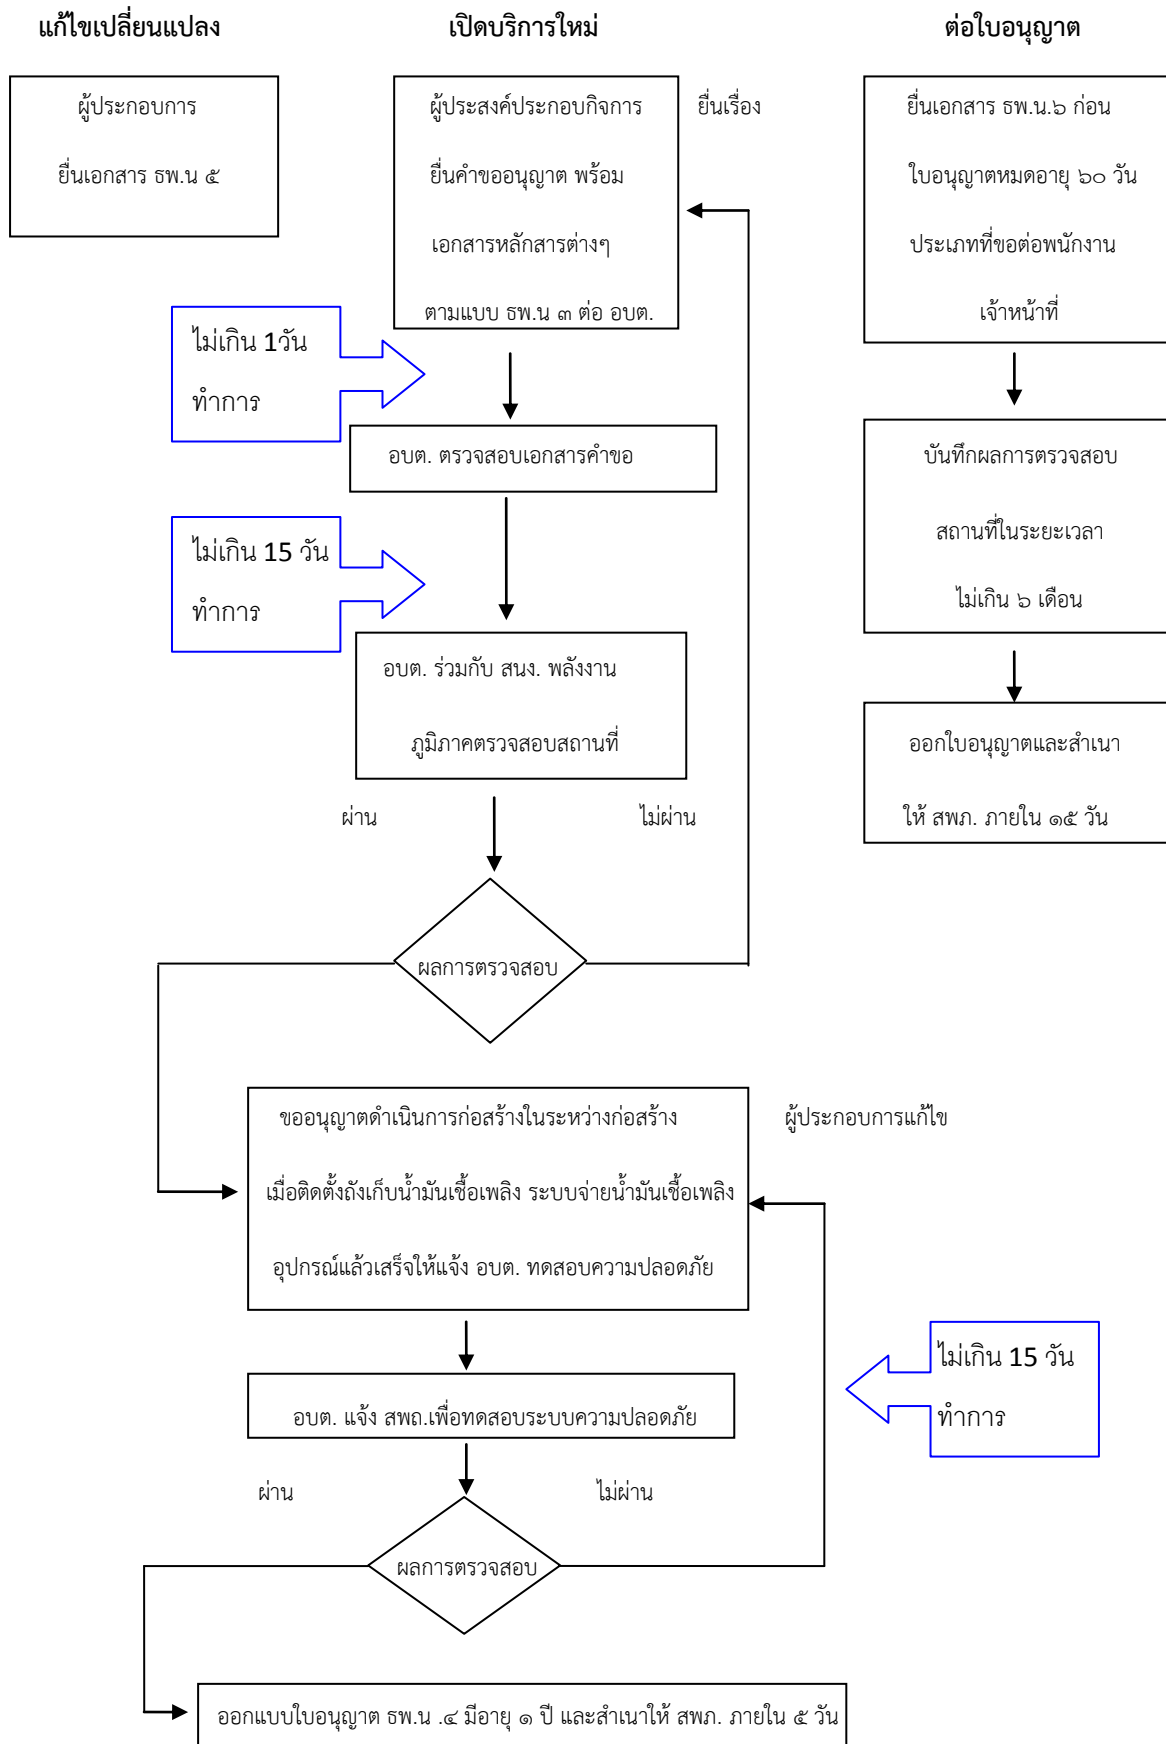 แก้ไขเปลี่ยนแปลง
ผู้ประกอบการ
ยื่นเอกสาร ธพ.น ๕
เปิดบริการใหม่
ผู้ประสงค์ประกอบกิจการ
ยื่นคำขออนุญาต พร้อม
เอกสารหลักสารต่างๆ
ตามแบบ ธพ.น ๓ ต่อ อบต.
ยื่นเรื่อง
ไม่เกิน 1วัน
ทำการ
อบต. ตรวจสอบเอกสารคำขอ
ไม่เกิน 15 วัน
ทำการ
อบต. ร่วมกับ สนง. พลังงาน
ภูมิภาคตรวจสอบสถานที่
ผ่าน
ไม่ผ่าน
ผลการตรวจสอบ
ขออนุญาตดำเนินการก่อสร้างในระหว่างก่อสร้าง
เมื่อติดตั้งถังเก็บน้ำมันเชื้อเพลิง ระบบจ่ายน้ำมันเชื้อเพลิง
อุปกรณ์แล้วเสร็จให้แจ้ง อบต. ทดสอบความปลอดภัย
ผู้ประกอบการแก้ไข
ไม่เกิน 15 วัน
ทำการ
อบต. แจ้ง สพถ.เพื่อทดสอบระบบความปลอดภัย
ผ่าน
ไม่ผ่าน
ผลการตรวจสอบ
ออกแบบใบอนุญาต ธพ.น .๔ มีอายุ ๑ ปี และสำเนาให้ สพภ. ภายใน ๕ วัน
ต่อใบอนุญาต
ยื่นเอกสาร ธพ.น.๖ ก่อน
ใบอนุญาตหมดอายุ ๖๐ วัน
ประเภทที่ขอต่อพนักงาน
เจ้าหน้าที่
บันทึกผลการตรวจสอบ
สถานที่ในระยะเวลา
ไม่เกิน ๖ เดือน
ออกใบอนุญาตและสำเนา
ให้ สพภ. ภายใน ๑๕ วัน